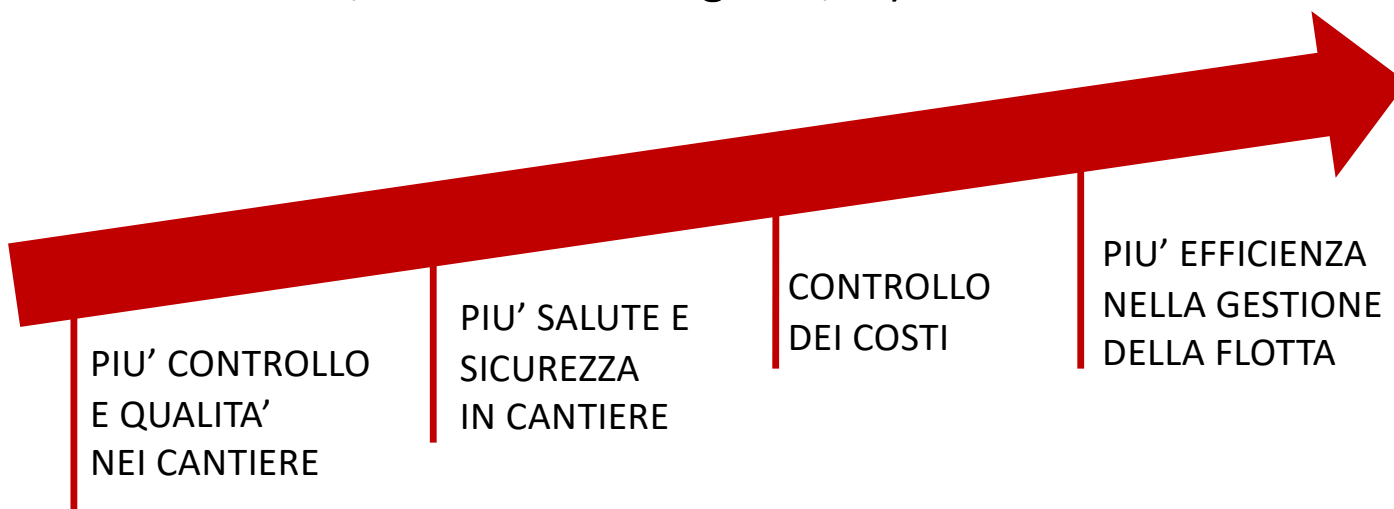 PIU’ CONTROLLO
E QUALITA’
NEI CANTIERE
PIU’ SALUTE E
SICUREZZA
IN CANTIERE
CONTROLLO
DEI COSTI
PIU’ EFFICIENZA
NELLA GESTIONE
DELLA FLOTTA